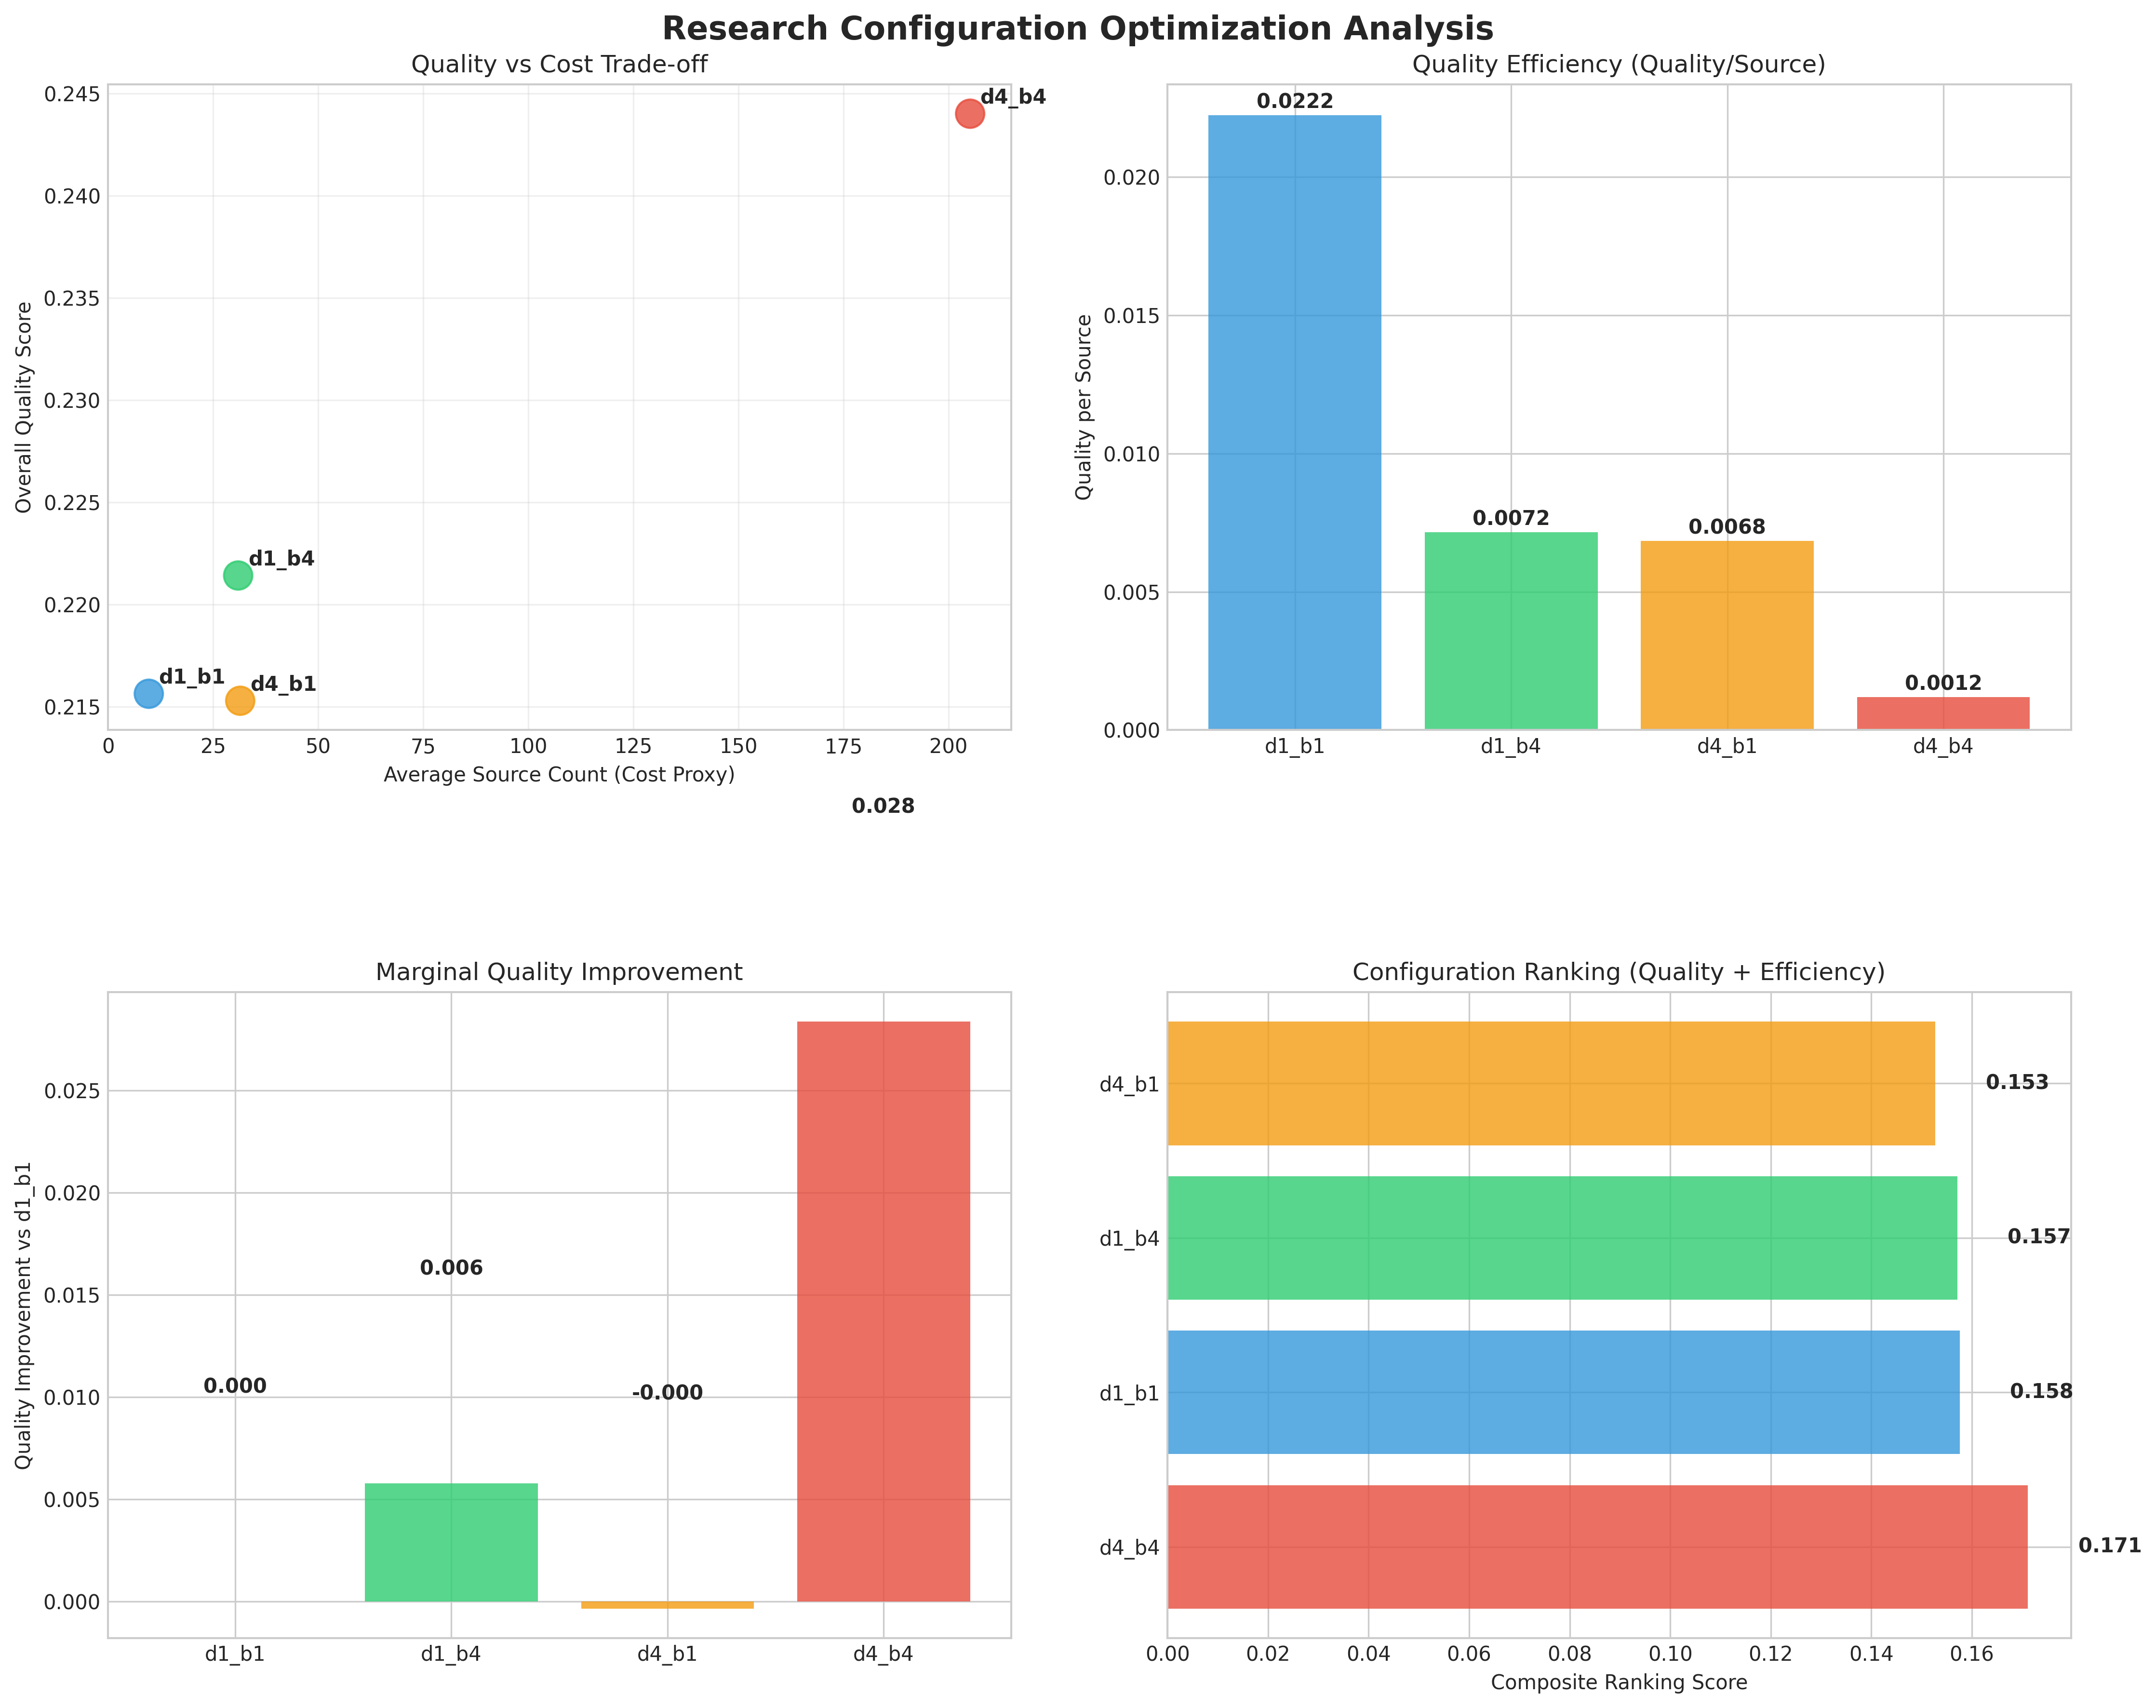 Research Configuration Optimization Analysis
Quality vs Cost Trade-off
Overall Quality Score
0.245
0.240
0.235
0.230
0.225
0.220
0.215
d4_b4
d1_b4
d1_b1
d4_b1
0 25 50 75 100 125 150 175 200
Average Source Count (Cost Proxy)
Quality Efficiency (Quality/Source)
Quality per Source
0.020
0.015
0.010
0.005
0.000
0.0222
0.0072
0.0068
0.0012
d1_b1 d1_b4 d4_b1 d4_b4
0.028
Marginal Quality Improvement
Quality Improvement vs d1_b1
0.025
0.020
0.015
0.010
0.005
0.000
0.000
0.006
-0.000
d1_b1 d1_b4 d4_b1 d4_b4
Configuration Ranking (Quality + Efficiency)
d4_b1 0.153
d1_b4 0.157
d1_b1 0.158
d4_b4 0.171
0.00 0.02 0.04 0.06 0.08 0.10 0.12 0.14 0.16
Composite Ranking Score